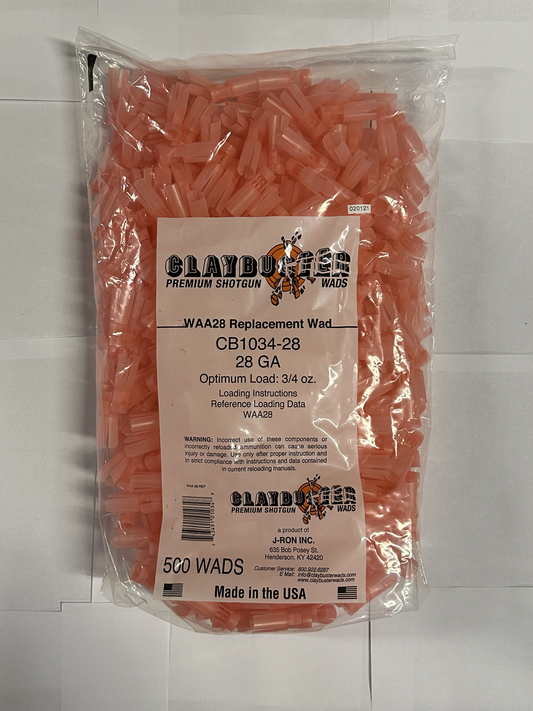 020121
CLAYBUSTER
PREMIUM SHOTGUN WADS
WAA28 Replacement Wad
CB1034-28
28 GA
Optimum Load: 3/4 oz.
Loading Instructions
Reference Loading Data
WAA28
WARNING: Incorrect use of these components or
incorrectly reloaded ammunition can cause serious
injury or damage. Use only after proper instruction and
in strict compliance with instructions and data contained
in current reloading manuals.
WAA 28 REP
CLAYBUSTER
PREMIUM SHOTGUN WADS
a product of
J-RON INC.
635 Bob Posey St.
Henderson, KY 42420
500 WADS
Customer Service: 800.922.6287
E Mail: info@claybusterwads.com
www.claybusterwads.com
Made in the USA